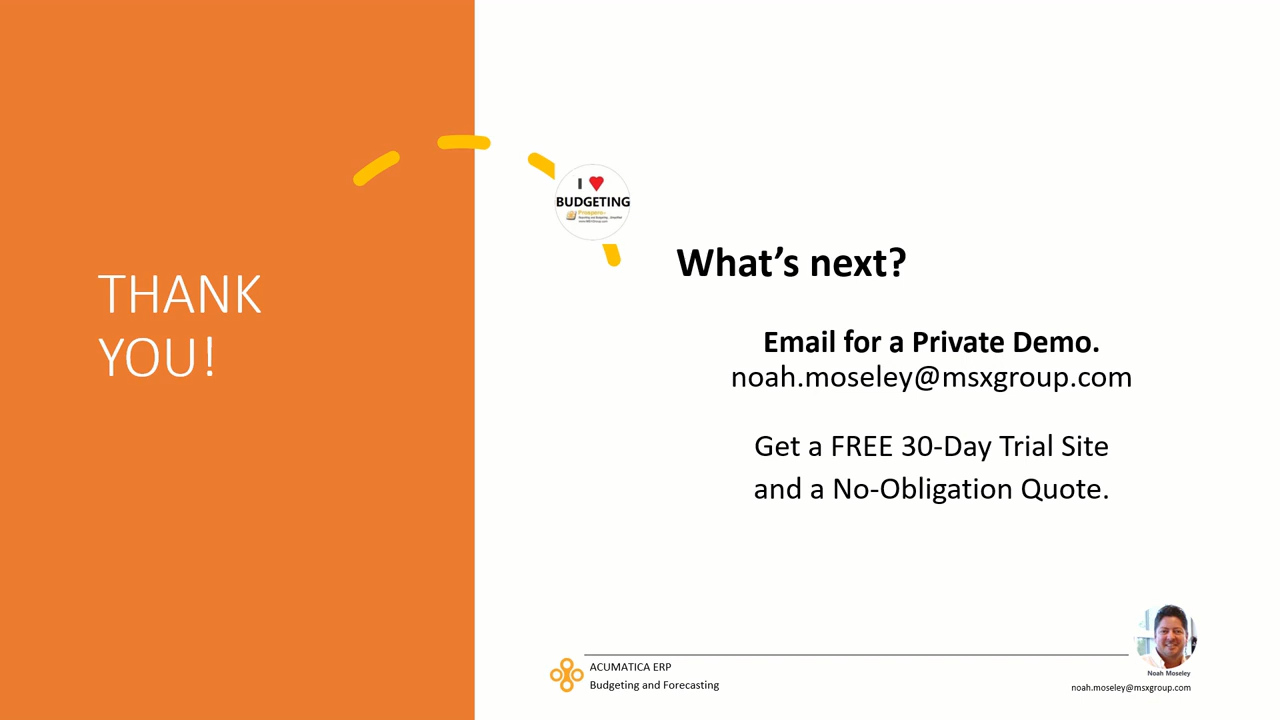 THANK
YOU!
I ♥
BUDGETING
Prospero
What’s next?
Email for a Private Demo.
noah.moseley@msxgroup.com
Get a FREE 30-Day Trial Site
and a No-Obligation Quote.
ACUMATICA ERP
Budgeting and Forecasting
Noah Moseley
noah.moseley@msxgroup.com